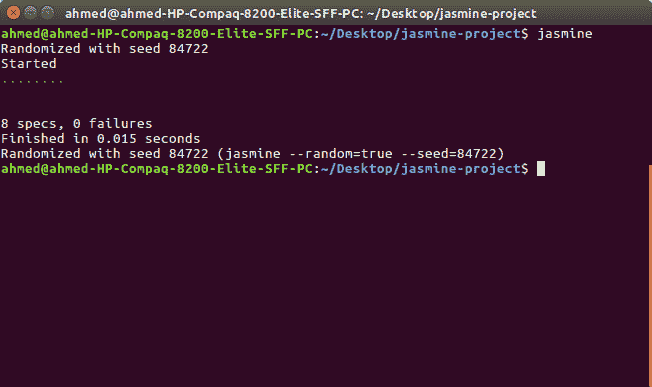 ahmed@ahmed-HP-Compaq-8200-Elite-SFF-PC: ~/Desktop/jasmine-project
ahmed@ahmed-HP-Compaq-8200-Elite-SFF-PC:~/Desktop/jasmine-project$ jasmine
Randomized with seed 84722
Started
........
8 specs, 0 failures
Finished in 0.015 seconds
Randomized with seed 84722 (jasmine --random=true --seed=84722)
ahmed@ahmed-HP-Compaq-8200-Elite-SFF-PC:~/Desktop/jasmine-project$